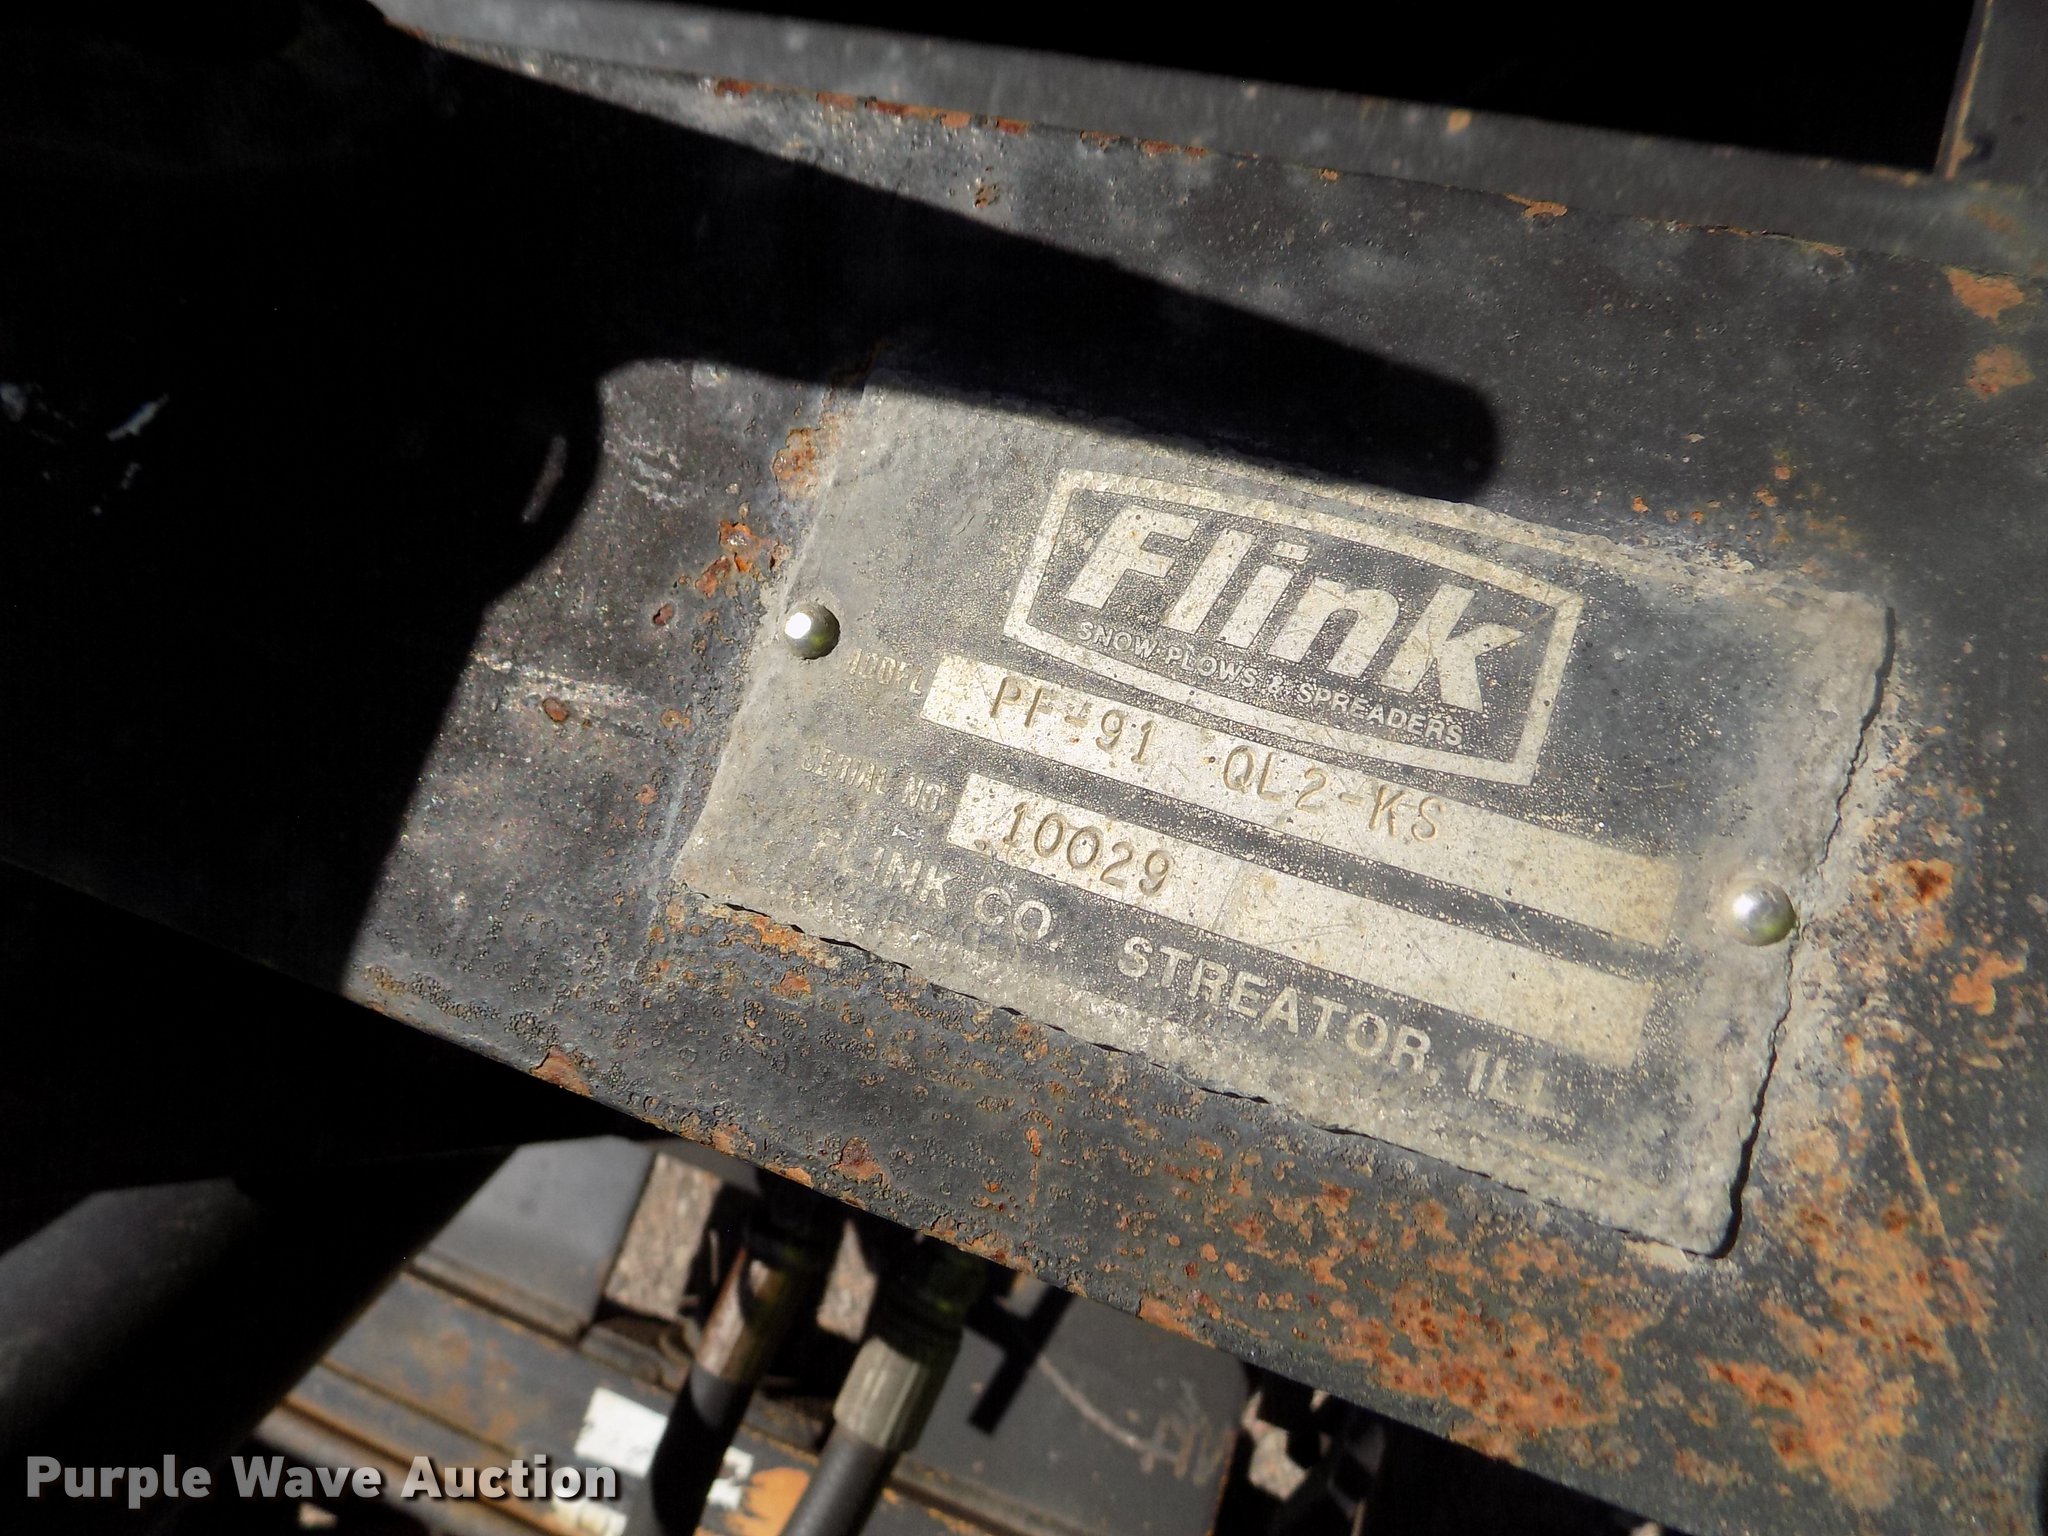 Flink
SNOW PLOWS & SPREADERS
MODEL PF-91 QL2-KS
SERIAL NO. 10029
FLINK CO. STREATOR, ILL.
Purple Wave Auction